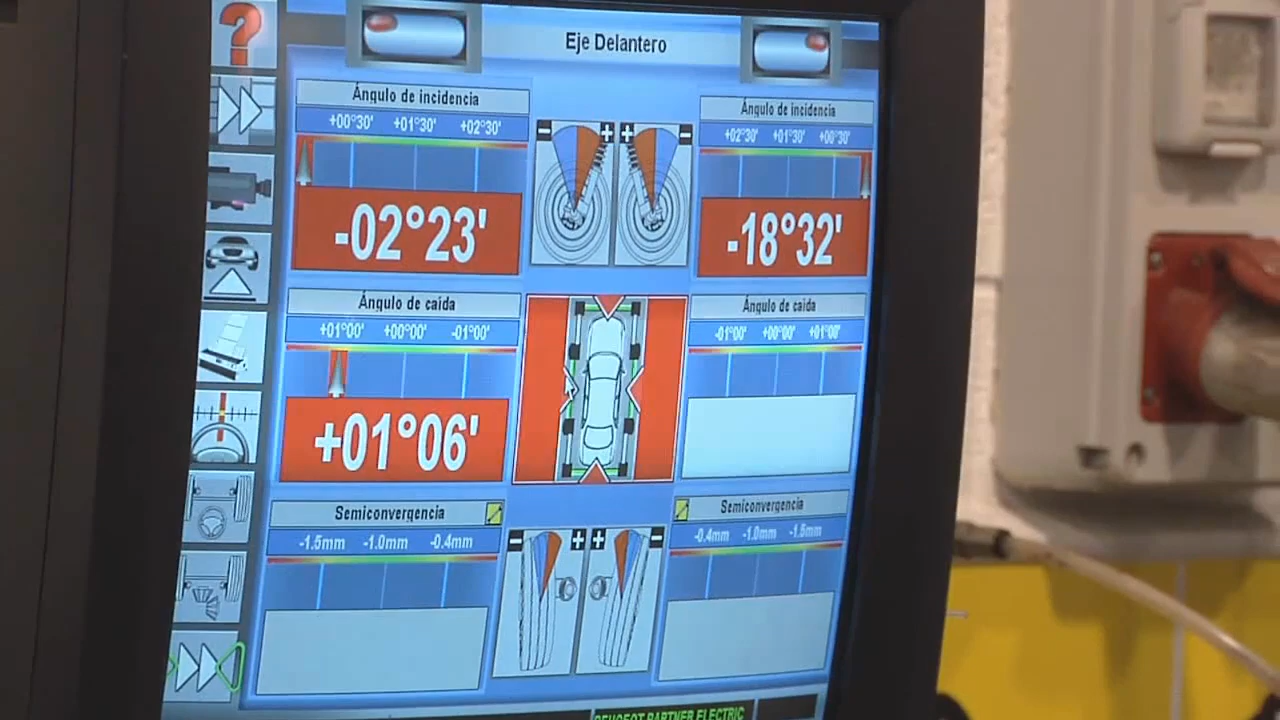 ?
Eje Delantero
Ángulo de incidencia
+00°30' +01°30' +02°30'
-02°23'
- + + -
Ángulo de incidencia
+02°30' +01°30' +00°30'
-18°32'
Ángulo de caída
+01°00' +00°00' -01°00'
+01°06'
Ángulo de caída
-01°00' +00°00' +01°00'
Semiconvergencia
-1.5mm -1.0mm -0.4mm
- + + -
Semiconvergencia
-0.4mm -1.0mm -1.5mm
PEUGEOT PARTNER ELECTRIC